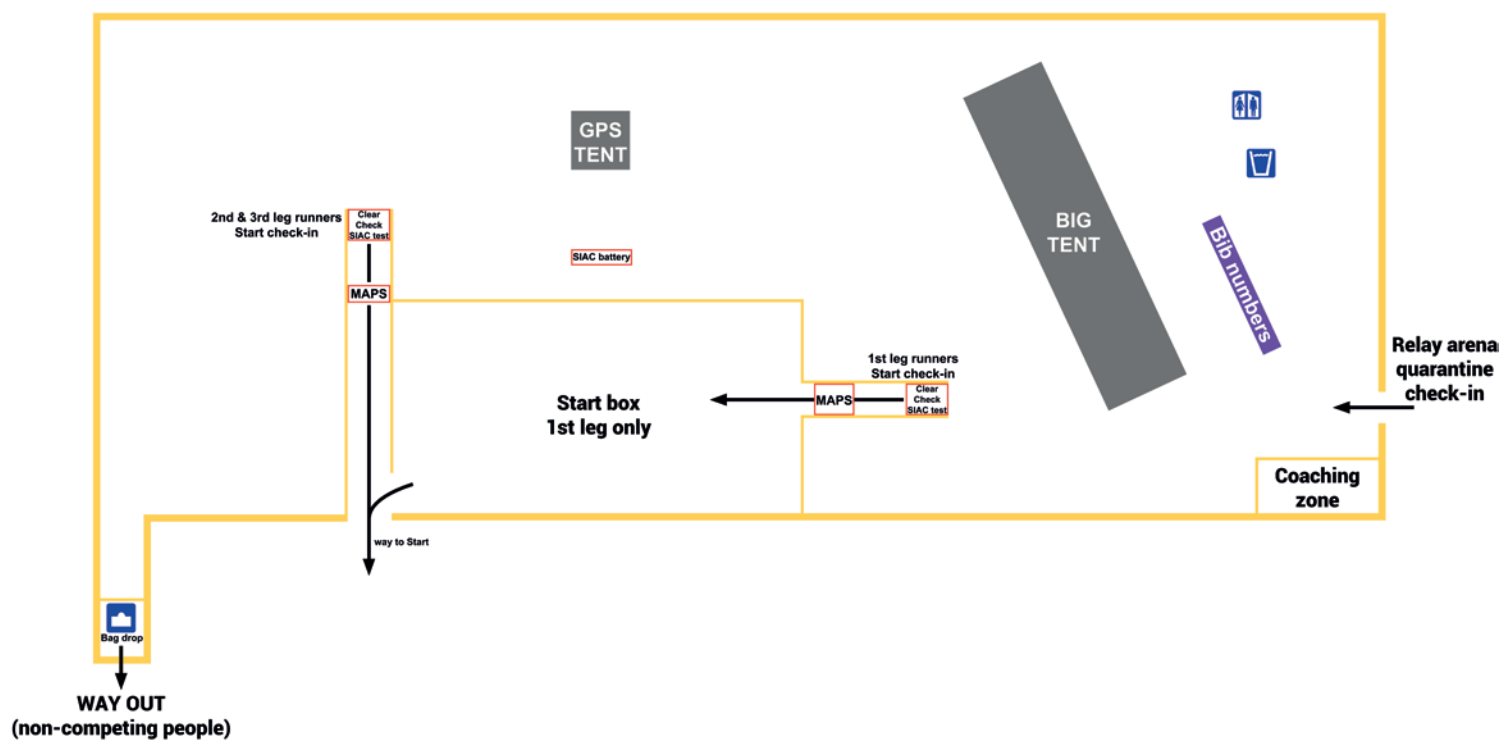 GPS
TENT
2nd & 3rd leg runners
Start check-in
Clear
Check
SIAC test
BIG
TENT
SIAC battery
Bib numbers
MAPS
Relay arena
quarantine
check-in
1st leg runners
Start check-in
Start box
1st leg only
MAPS
Clear
Check
SIAC test
Coaching
zone
way to Start
Bag drop
WAY OUT
(non-competing people)